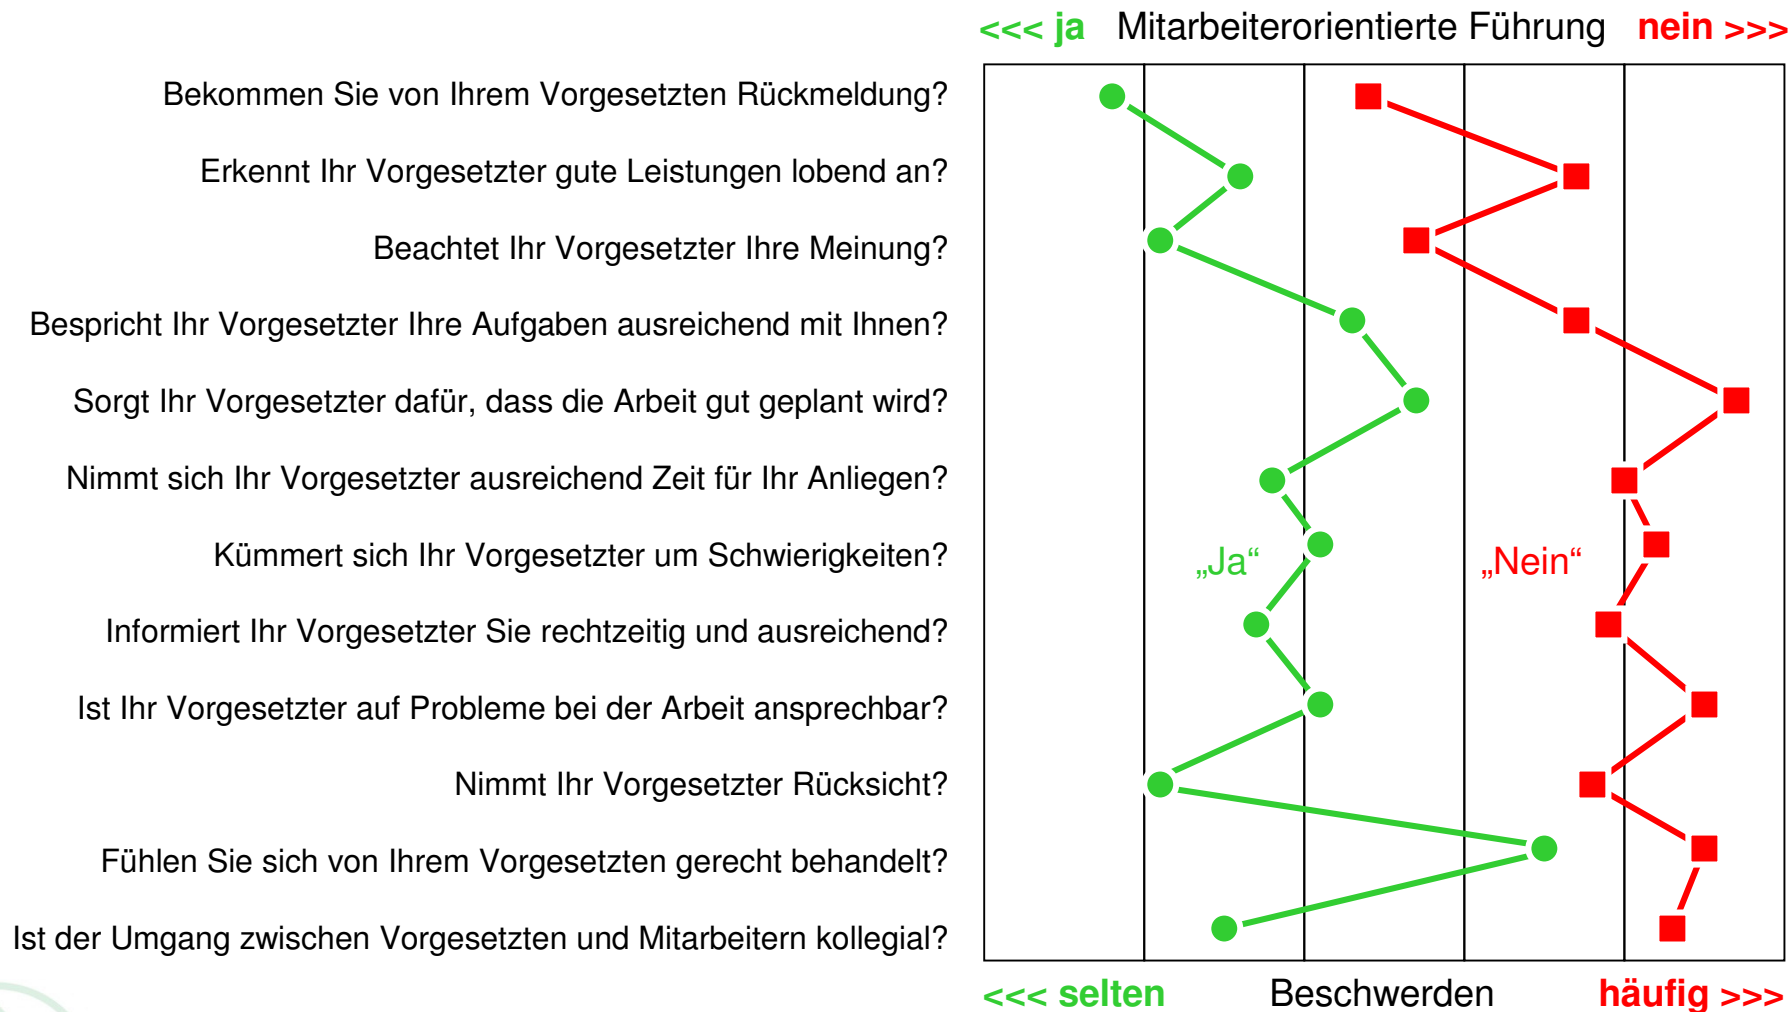 <<< ja Mitarbeiterorientierte Führung nein >>>
Bekommen Sie von Ihrem Vorgesetzten Rückmeldung?
Erkennt Ihr Vorgesetzter gute Leistungen lobend an?
Beachtet Ihr Vorgesetzter Ihre Meinung?
Bespricht Ihr Vorgesetzter Ihre Aufgaben ausreichend mit Ihnen?
Sorgt Ihr Vorgesetzter dafür, dass die Arbeit gut geplant wird?
Nimmt sich Ihr Vorgesetzter ausreichend Zeit für Ihr Anliegen?
Kümmert sich Ihr Vorgesetzter um Schwierigkeiten?
„Ja“ „Nein“
Informiert Ihr Vorgesetzter Sie rechtzeitig und ausreichend?
Ist Ihr Vorgesetzter auf Probleme bei der Arbeit ansprechbar?
Nimmt Ihr Vorgesetzter Rücksicht?
Fühlen Sie sich von Ihrem Vorgesetzten gerecht behandelt?
Ist der Umgang zwischen Vorgesetzten und Mitarbeitern kollegial?
<<< selten Beschwerden häufig >>>